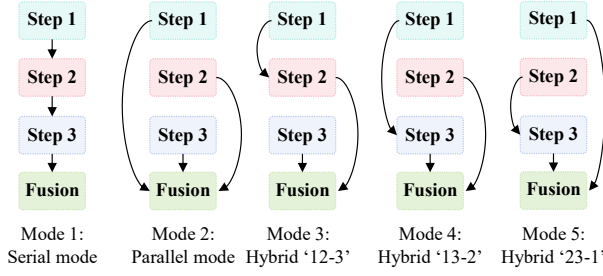 Step 1 Step 1 Step 1 Step 1 Step 1
Step 2 Step 2 Step 2 Step 2 Step 2
Step 3 Step 3 Step 3 Step 3 Step 3
Fusion Fusion Fusion Fusion Fusion
Mode 1: Mode 2: Mode 3: Mode 4: Mode 5:
Serial mode Parallel mode Hybrid ‘12-3’ Hybrid ‘13-2’ Hybrid ‘23-1’